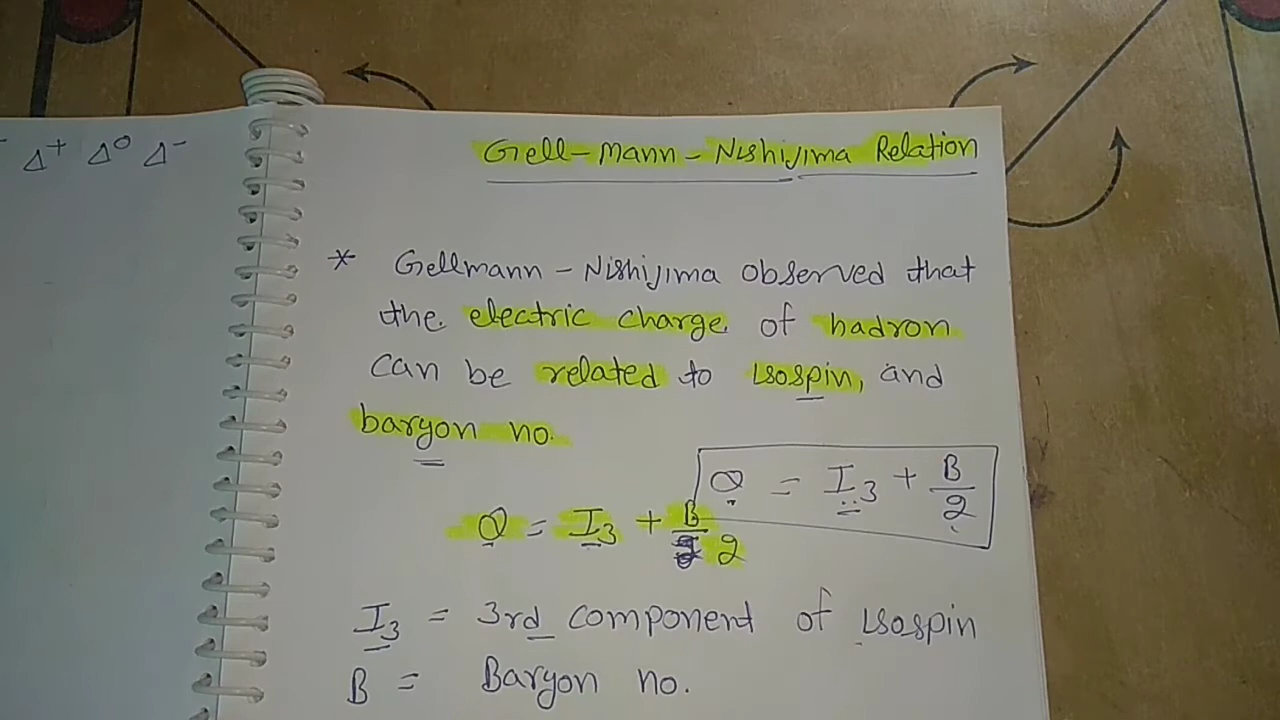 Δ⁺ Δ⁰ Δ⁻
Gell-Mann-Nishijima Relation
* Gellmann - Nishijima observed that
the electric charge of hadron
can be related to Isospin, and
baryon no.
Q = I₃ + B/2
Q = I₃ + B/2
I₃ = 3rd component of Isospin
B = Baryon no.